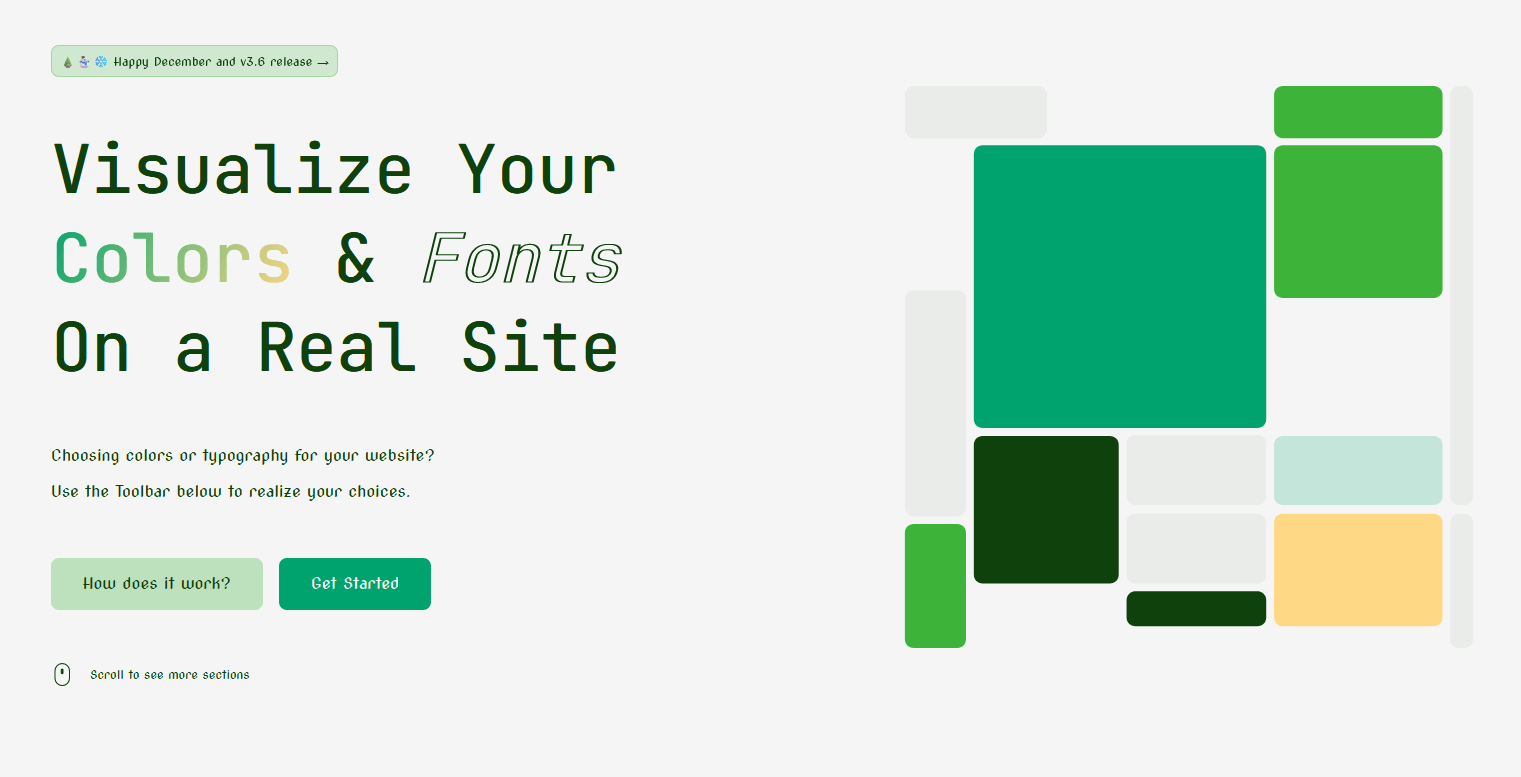 🌲⛄❄️ Happy December and v3.6 release →
Visualize Your
Colors & Fonts
On a Real Site
Choosing colors or typography for your website?
Use the Toolbar below to realize your choices.
How does it work?
Get Started
Scroll to see more sections